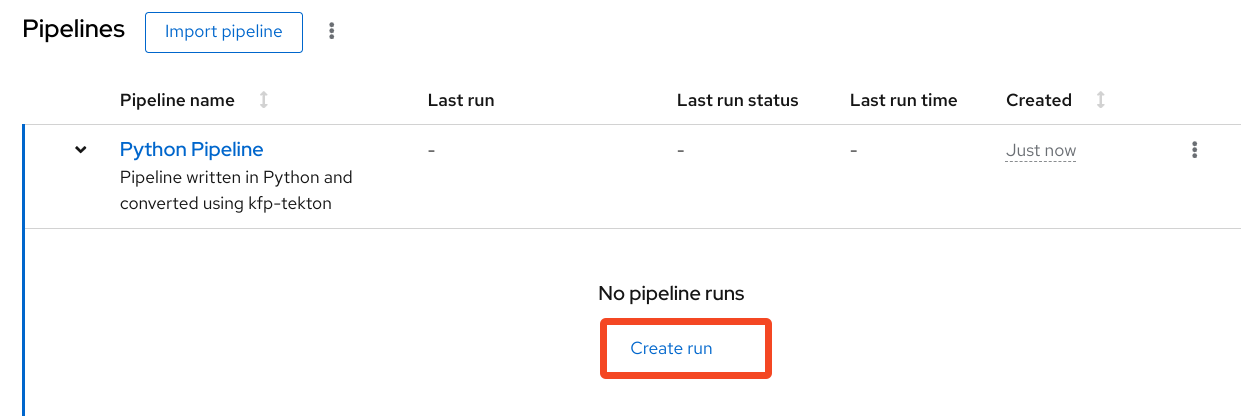 Pipelines Import pipeline
Pipeline name Last run Last run status Last run time Created
Python Pipeline - - - Just now
Pipeline written in Python and
converted using kfp-tekton
No pipeline runs
Create run